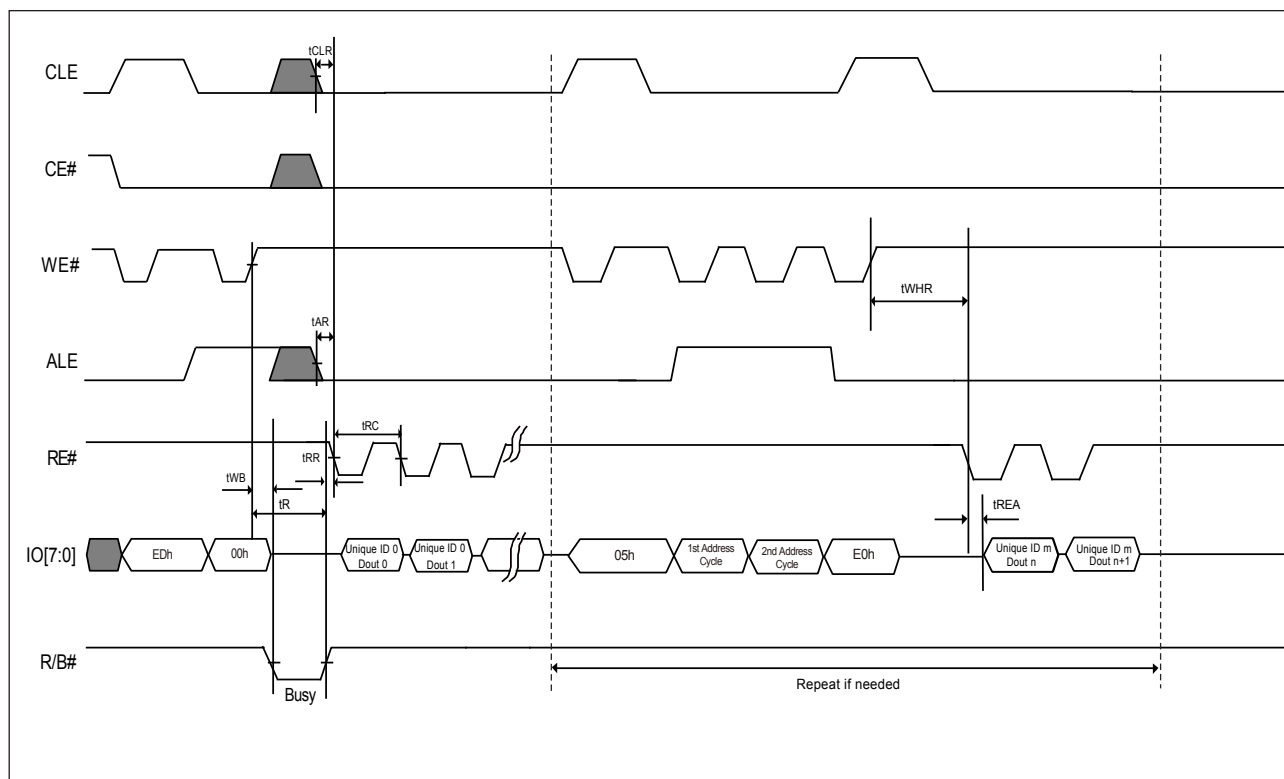 tCLR
CLE
CE#
WE#
tWHR
tAR
ALE
tRC
RE#
tRR
tWB
tR
tREA
IO[7:0]
EDh
00h
Unique ID 0
Dout 0
Unique ID 0
Dout 1
05h
1st Address
Cycle
2nd Address
Cycle
E0h
Unique ID m
Dout n
Unique ID m
Dout n+1
R/B#
Busy
Repeat if needed